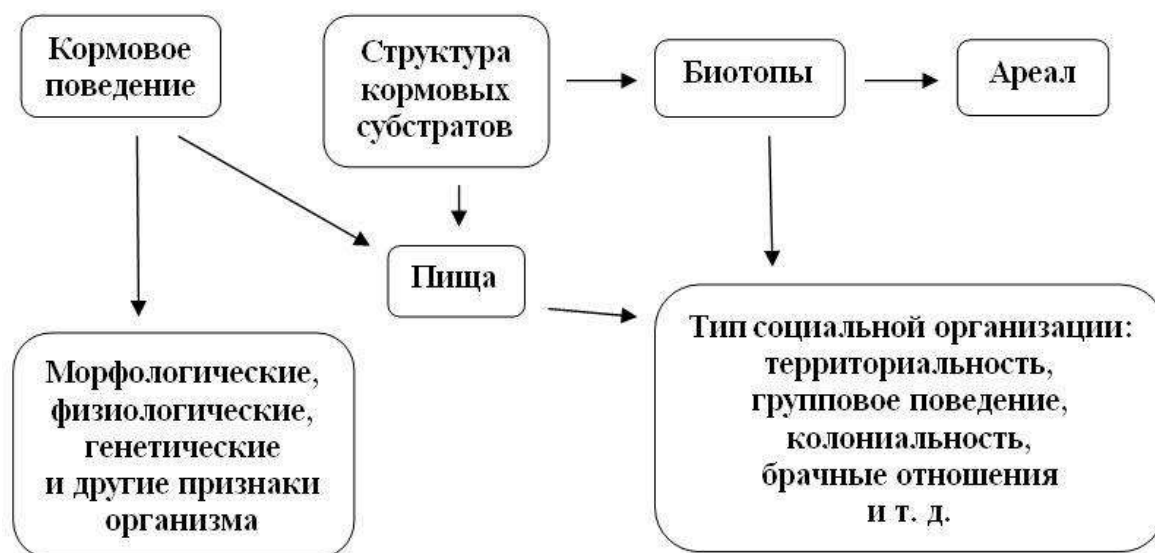 Кормовое
поведение
Структура
кормовых
субстратов
Биотопы
Ареал
Пища
Морфологические,
физиологические,
генетические
и другие признаки
организма
Тип социальной организации:
территориальность,
групповое поведение,
колониальность,
брачные отношения
и т. д.